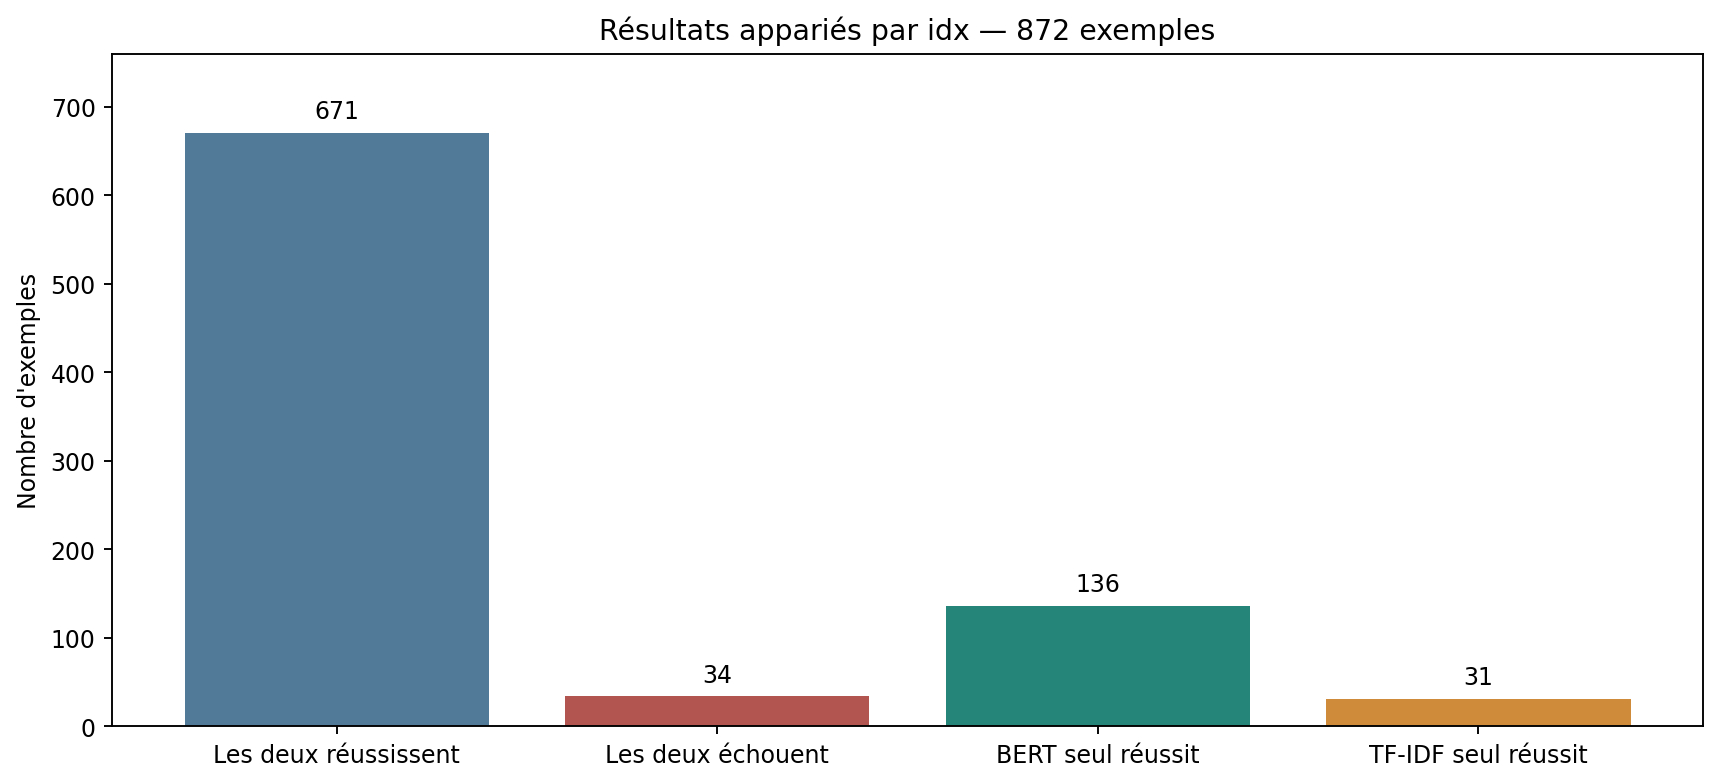 Résultats appariés par idx — 872 exemples
Nombre d'exemples
700
600
500
400
300
200
100
0
671
34
136
31
Les deux réussissent
Les deux échouent
BERT seul réussit
TF-IDF seul réussit